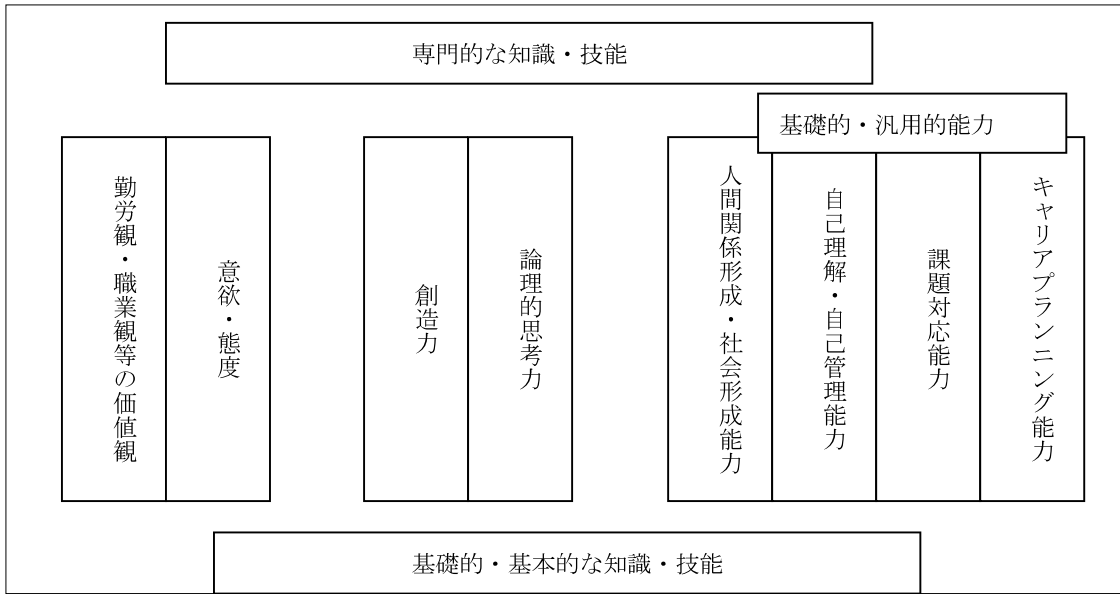 専門的な知識・技能
基礎的・汎用的能力
勤労観・職業観等の価値観
意欲・態度
創造力
論理的思考力
人間関係形成・社会形成能力
自己理解・自己管理能力
課題対応能力
キャリアプランニング能力
基礎的・基本的な知識・技能